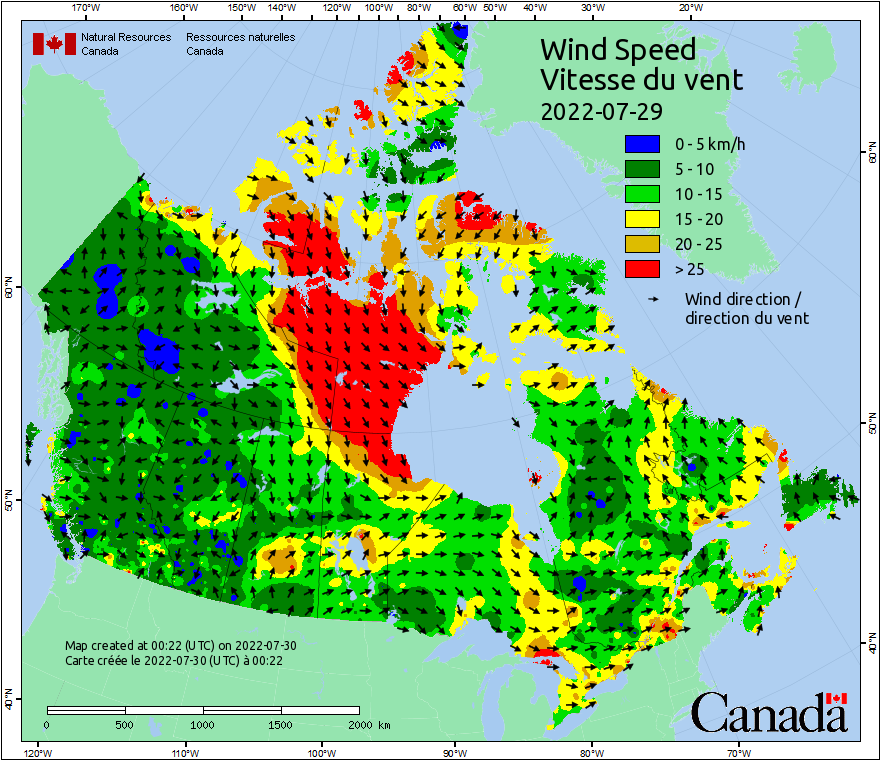 170°W 160°W 150°W 140°W 120°W 100°W 80°W 60°W 50°W 40°W 30°W 20°W
Natural Resources Canada
Ressources naturelles Canada
Wind Speed
Vitesse du vent
2022-07-29
0 - 5 km/h
5 - 10
10 - 15
15 - 20
20 - 25
> 25
Wind direction /
direction du vent
60°N
50°N
40°N
60°N
50°N
40°N
Map created at 00:22 (UTC) on 2022-07-30
Carte créée le 2022-07-30 (UTC) à 00:22
0 500 1000 1500 2000 km
Canada
120°W 110°W 100°W 90°W 80°W 70°W